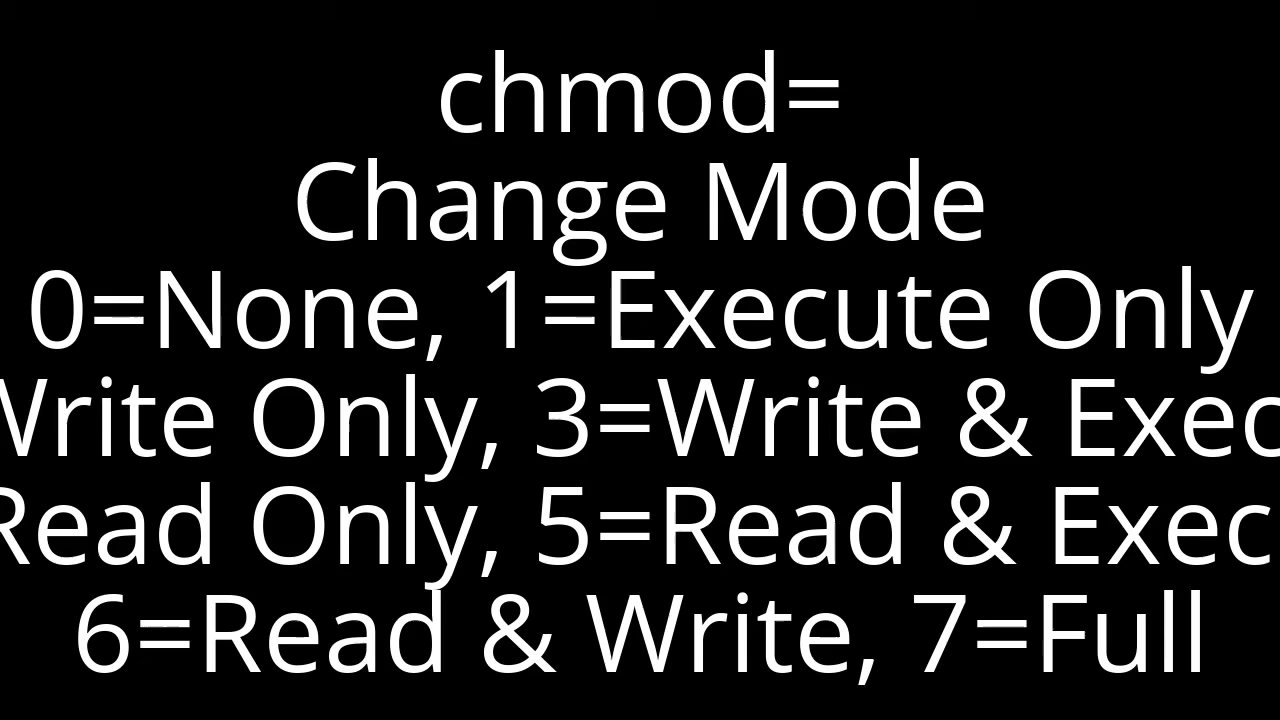 chmod=
Change Mode
0=None, 1=Execute Only
Write Only, 3=Write & Exec
Read Only, 5=Read & Exec
6=Read & Write, 7=Full